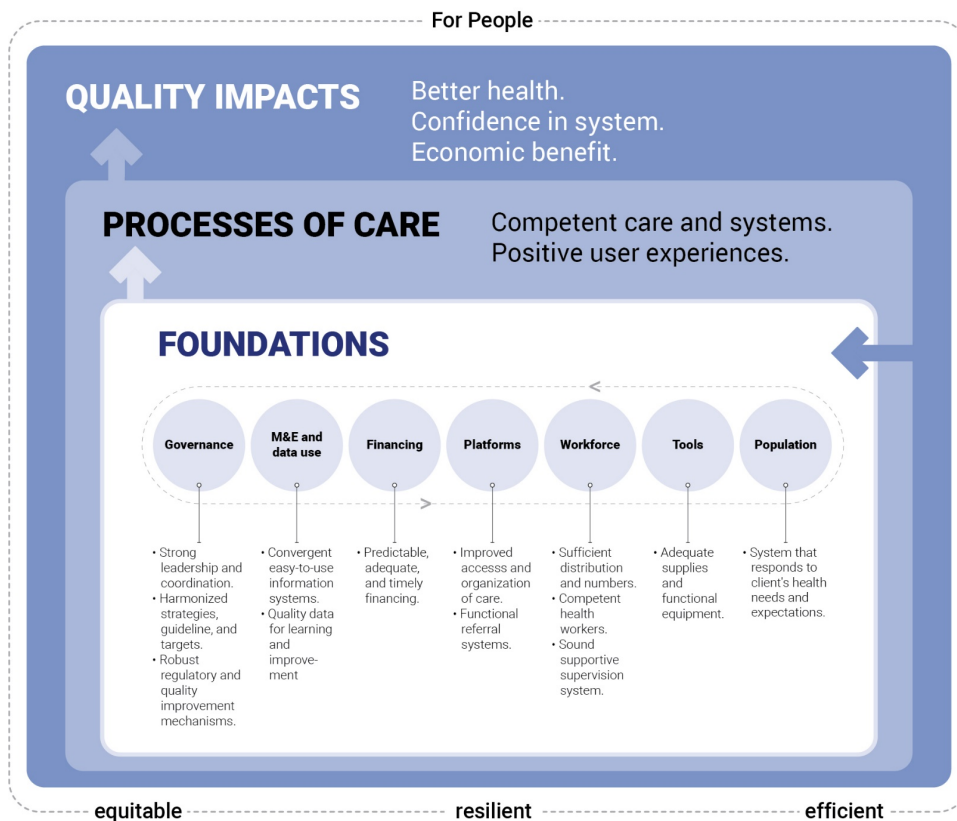 For People
QUALITY IMPACTS
Better health.
Confidence in system.
Economic benefit.
PROCESSES OF CARE
Competent care and systems.
Positive user experiences.
FOUNDATIONS
Governance
M&E and
data use
Financing
Platforms
Workforce
Tools
Population
• Strong
leadership and
coordination.
• Harmonized
strategies,
guideline, and
targets.
• Robust
regulatory and
quality
improvement
mechanisms.
• Convergent
easy-to-use
information
systems.
• Quality data
for learning
and
improve-
ment
• Predictable,
adequate,
and timely
financing.
• Improved
accesss and
organization
of care.
• Functional
referral
systems.
• Sufficient
distribution
and numbers.
• Competent
health
workers.
• Sound
supportive
supervision
system.
• Adequate
supplies
and
functional
equipment.
• System that
responds to
client's health
needs and
expectations.
equitable
resilient
efficient